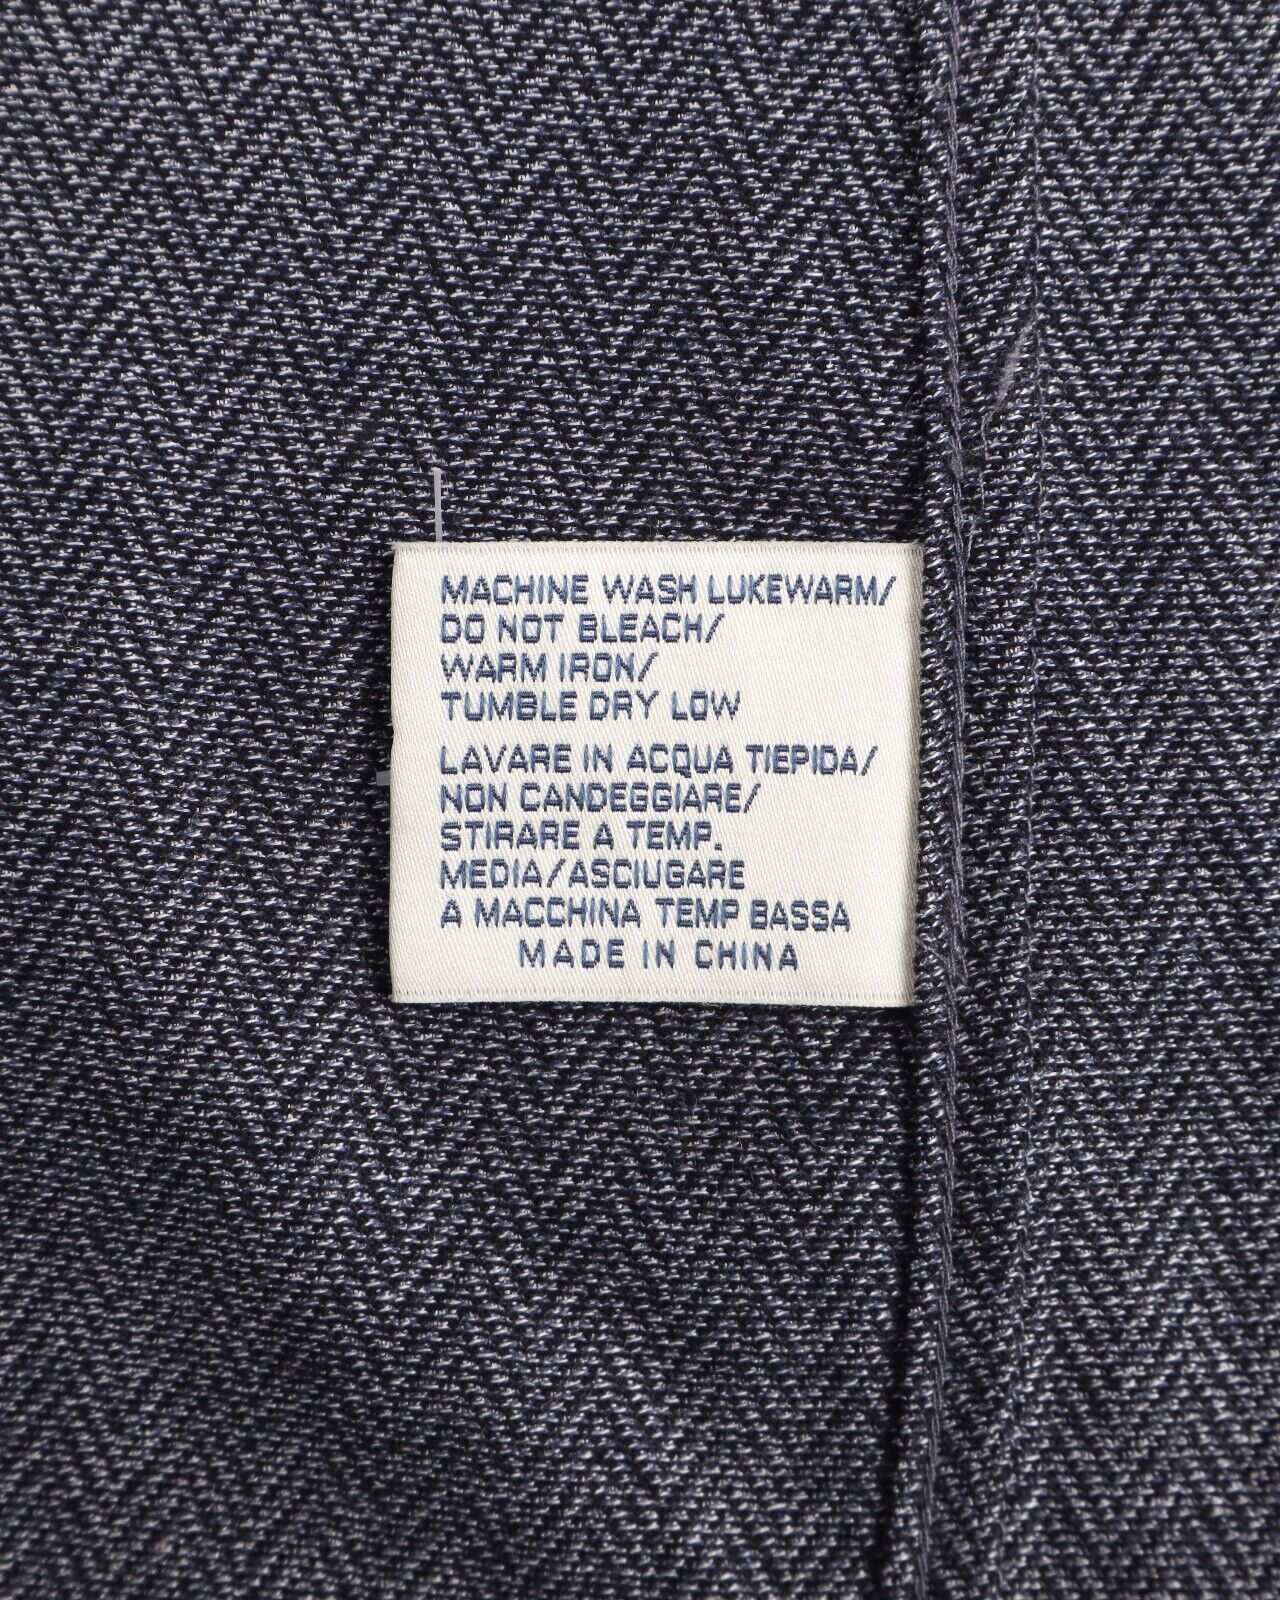 MACHINE WASH LUKEWARM/
DO NOT BLEACH/
WARM IRON/
TUMBLE DRY LOW
LAVARE IN ACQUA TIEPIDA/
NON CANDEGGIARE/
STIRARE A TEMP.
MEDIA/ASCIUGARE
A MACCHINA TEMP BASSA
MADE IN CHINA